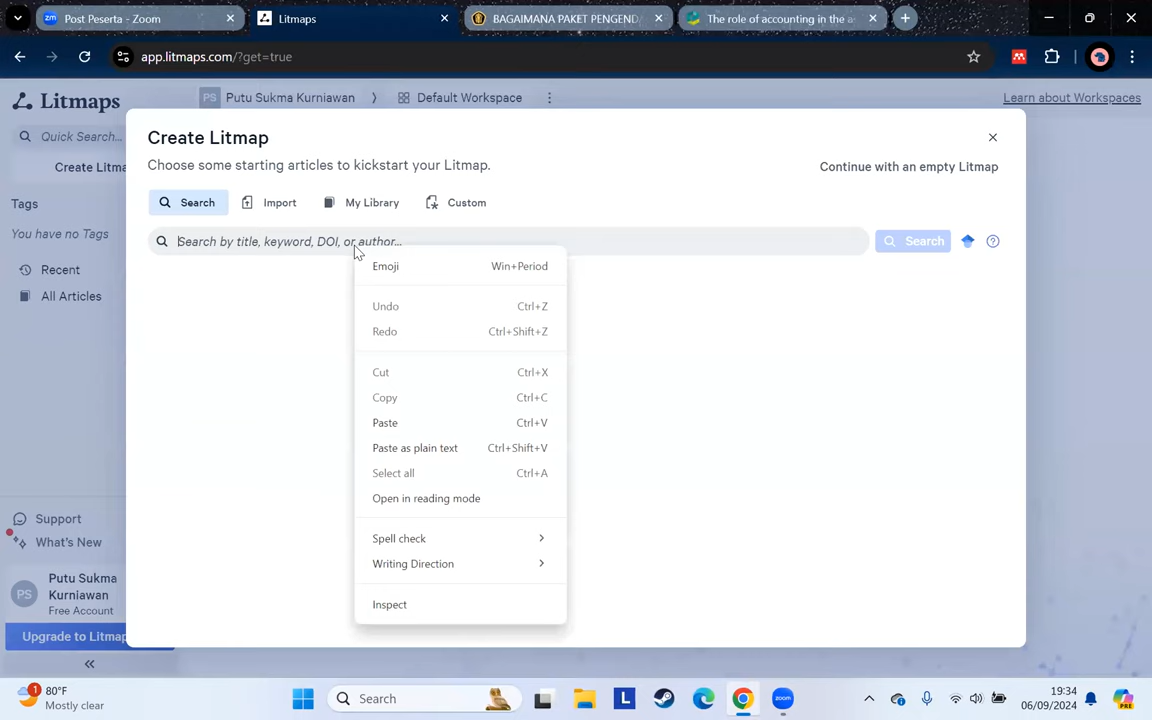 Post Peserta - Zoom
Litmaps
BAGAIMANA PAKET PENGEND
The role of accounting in the a
app.litmaps.com/?get=true
Litmaps
PS Putu Sukma Kurniawan
Default Workspace
Learn about Workspaces
Quick Search...
Create Litma
Tags
You have no Tags
Recent
All Articles
Create Litmap
Choose some starting articles to kickstart your Litmap.
Continue with an empty Litmap
Search
Import
My Library
Custom
Search by title, keyword, DOI, or author...
Search
Emoji Win+Period
Undo Ctrl+Z
Redo Ctrl+Shift+Z
Cut Ctrl+X
Copy Ctrl+C
Paste Ctrl+V
Paste as plain text Ctrl+Shift+V
Select all Ctrl+A
Open in reading mode
Spell check
Writing Direction
Inspect
Support
What's New
PS
Putu Sukma
Kurniawan
Free Account
Upgrade to Litmap
80°F
Mostly clear
1
Search
L
zoom
19:34
06/09/2024
PRE